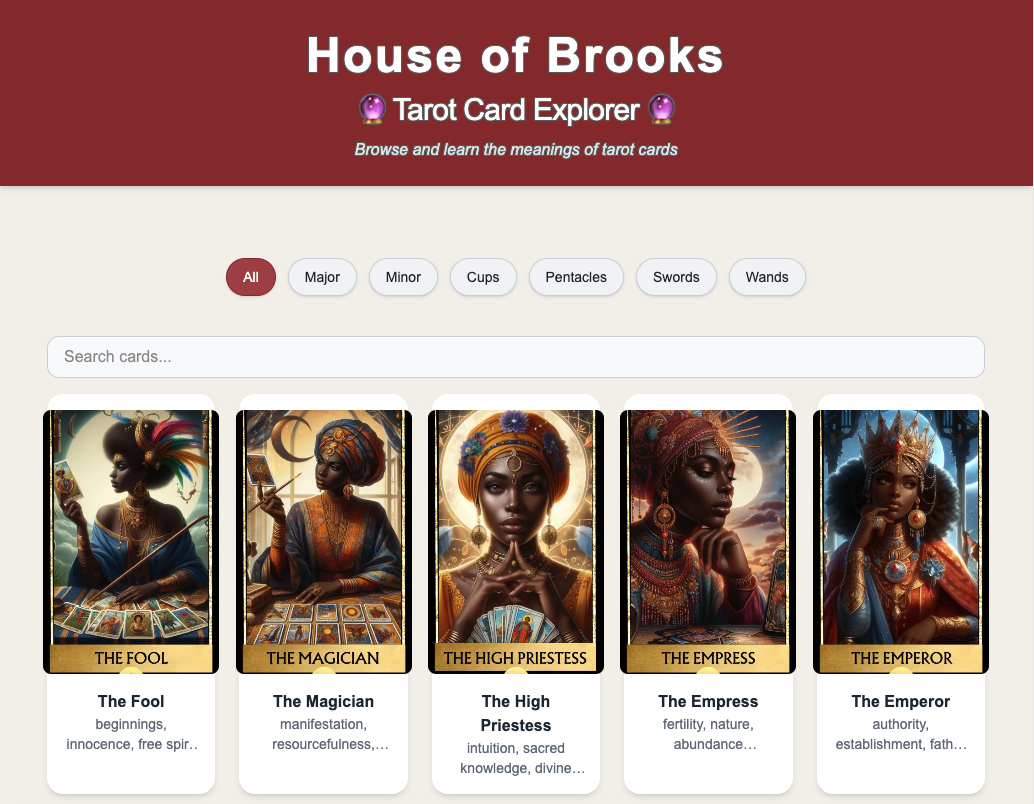 House of Brooks
🔮 Tarot Card Explorer 🔮
Browse and learn the meanings of tarot cards
All Major Minor Cups Pentacles Swords Wands
Search cards...
THE FOOL
THE MAGICIAN
THE HIGH PRIESTESS
THE EMPRESS
THE EMPEROR
The Fool
beginnings,
innocence, free spir…
The Magician
manifestation,
resourcefulness,…
The High
Priestess
intuition, sacred
knowledge, divine…
The Empress
fertility, nature,
abundance…
The Emperor
authority,
establishment, fath…